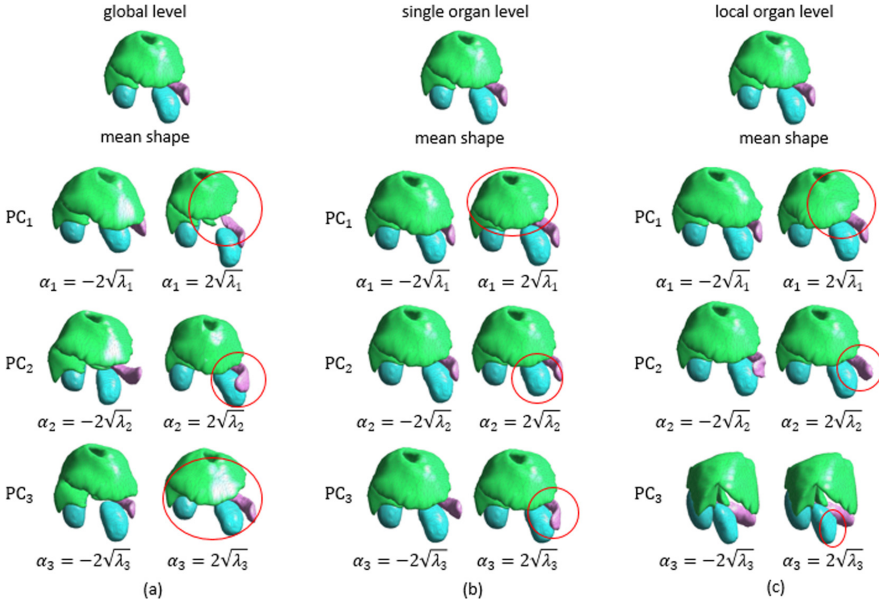 global level
single organ level
local organ level
mean shape
mean shape
mean shape
PC₁
PC₁
PC₁
α₁ = −2√λ₁
α₁ = 2√λ₁
α₁ = −2√λ₁
α₁ = 2√λ₁
α₁ = −2√λ₁
α₁ = 2√λ₁
PC₂
PC₂
PC₂
α₂ = −2√λ₂
α₂ = 2√λ₂
α₂ = −2√λ₂
α₂ = 2√λ₂
α₂ = −2√λ₂
α₂ = 2√λ₂
PC₃
PC₃
PC₃
α₃ = −2√λ₃
α₃ = 2√λ₃
α₃ = −2√λ₃
α₃ = 2√λ₃
α₃ = −2√λ₃
α₃ = 2√λ₃
(a)
(b)
(c)